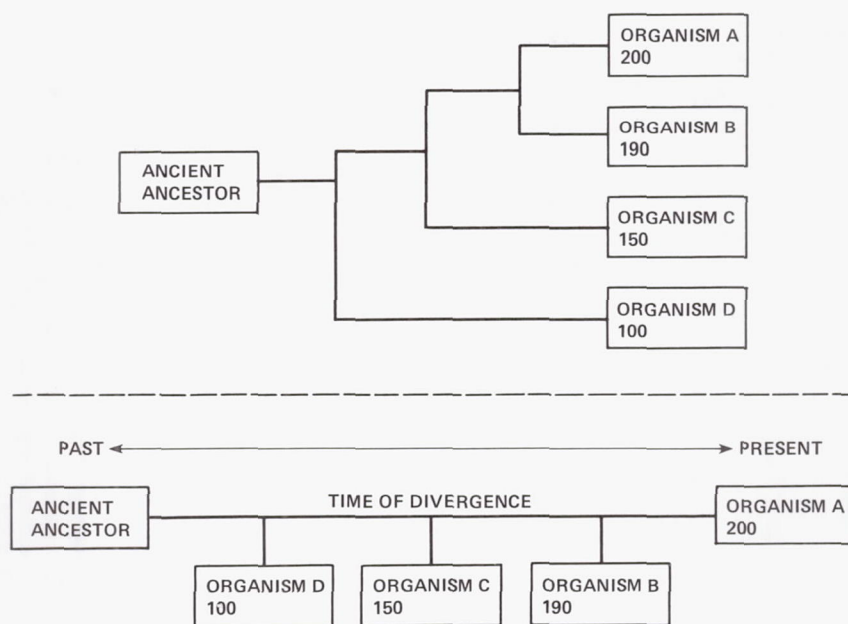 ORGANISM A
200
ORGANISM B
190
ANCIENT
ANCESTOR
ORGANISM C
150
ORGANISM D
100
PAST
PRESENT
ANCIENT
ANCESTOR
TIME OF DIVERGENCE
ORGANISM A
200
ORGANISM D
100
ORGANISM C
150
ORGANISM B
190